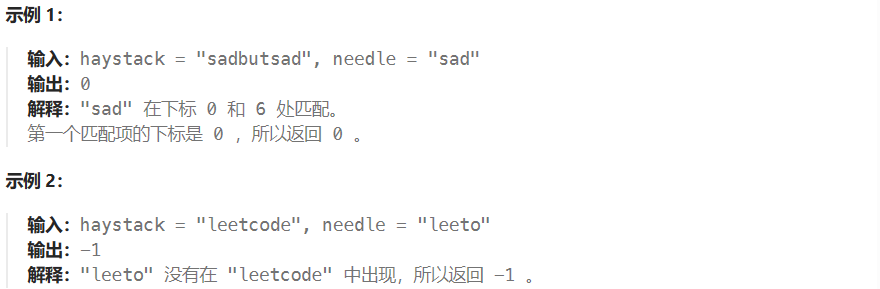 示例 1：
输入：haystack = "sadbutsad", needle = "sad"
输出：0
解释："sad" 在下标 0 和 6 处匹配。
第一个匹配项的下标是 0 ，所以返回 0 。
示例 2：
输入：haystack = "leetcode", needle = "leeto"
输出：-1
解释："leeto" 没有在 "leetcode" 中出现，所以返回 -1 。